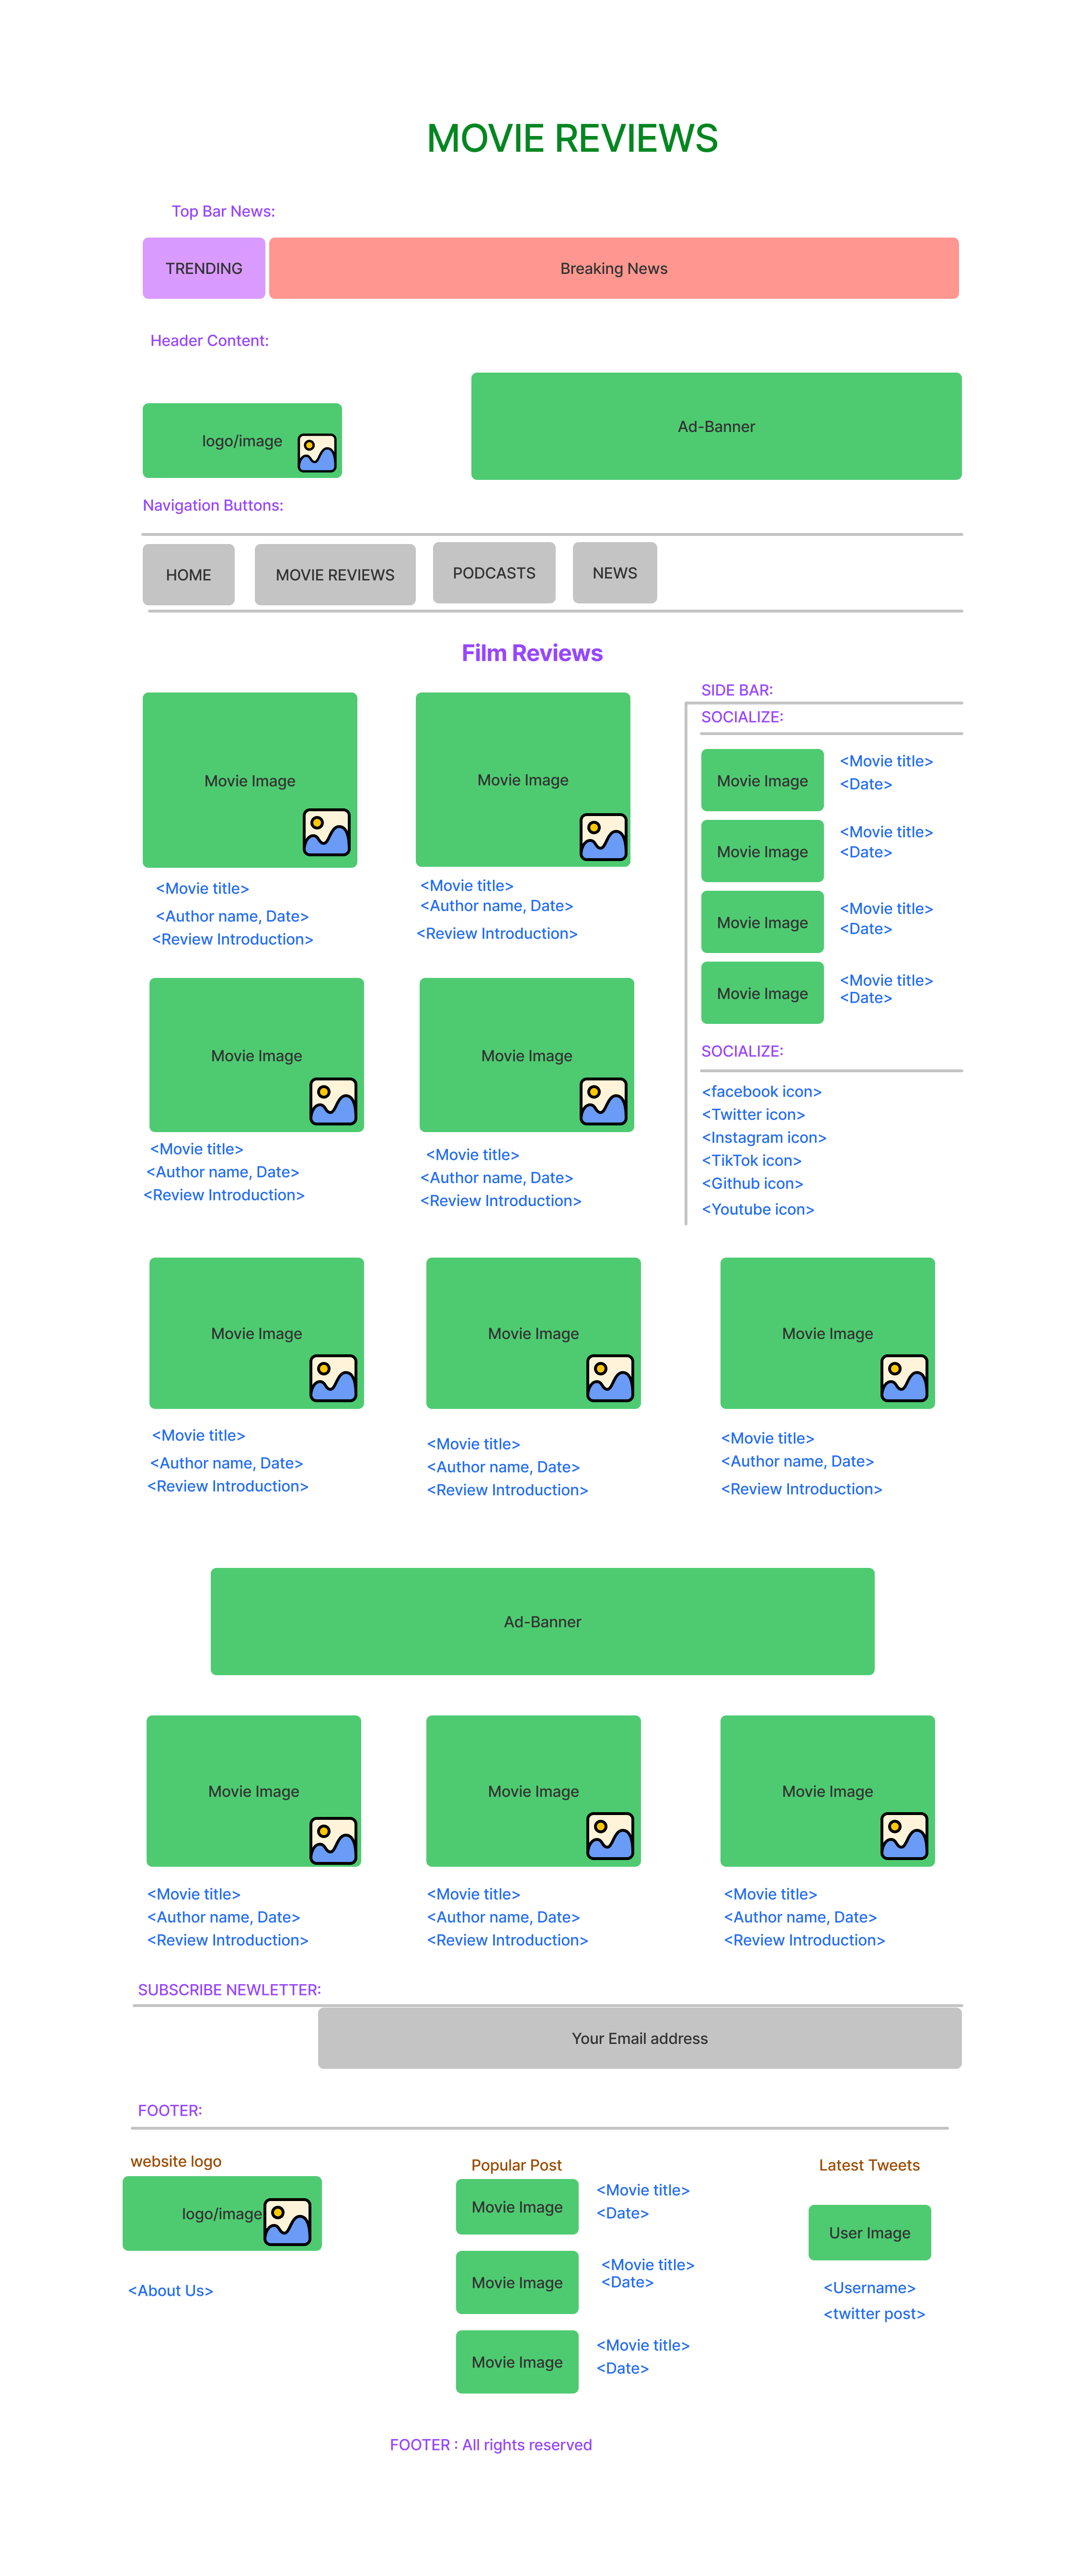 MOVIE REVIEWS
Top Bar News:
TRENDING
Breaking News
Header Content:
logo/image
Ad-Banner
Navigation Buttons:
HOME
MOVIE REVIEWS
PODCASTS
NEWS
Film Reviews
Movie Image
<Movie title>
<Author name, Date>
<Review Introduction>
Movie Image
<Movie title>
<Author name, Date>
<Review Introduction>
Movie Image
<Movie title>
<Author name, Date>
<Review Introduction>
Movie Image
<Movie title>
<Author name, Date>
<Review Introduction>
SIDE BAR:
SOCIALIZE:
Movie Image
<Movie title>
<Date>
Movie Image
<Movie title>
<Date>
Movie Image
<Movie title>
<Date>
Movie Image
<Movie title>
<Date>
SOCIALIZE:
<facebook icon>
<Twitter icon>
<Instagram icon>
<TikTok icon>
<Github icon>
<Youtube icon>
Movie Image
<Movie title>
<Author name, Date>
<Review Introduction>
Movie Image
<Movie title>
<Author name, Date>
<Review Introduction>
Movie Image
<Movie title>
<Author name, Date>
<Review Introduction>
Ad-Banner
Movie Image
<Movie title>
<Author name, Date>
<Review Introduction>
Movie Image
<Movie title>
<Author name, Date>
<Review Introduction>
Movie Image
<Movie title>
<Author name, Date>
<Review Introduction>
SUBSCRIBE NEWLETTER:
Your Email address
FOOTER:
website logo
logo/image
<About Us>
Popular Post
Movie Image
<Movie title>
<Date>
Movie Image
<Movie title>
<Date>
Movie Image
<Movie title>
<Date>
Latest Tweets
User Image
<Username>
<twitter post>
FOOTER : All rights reserved